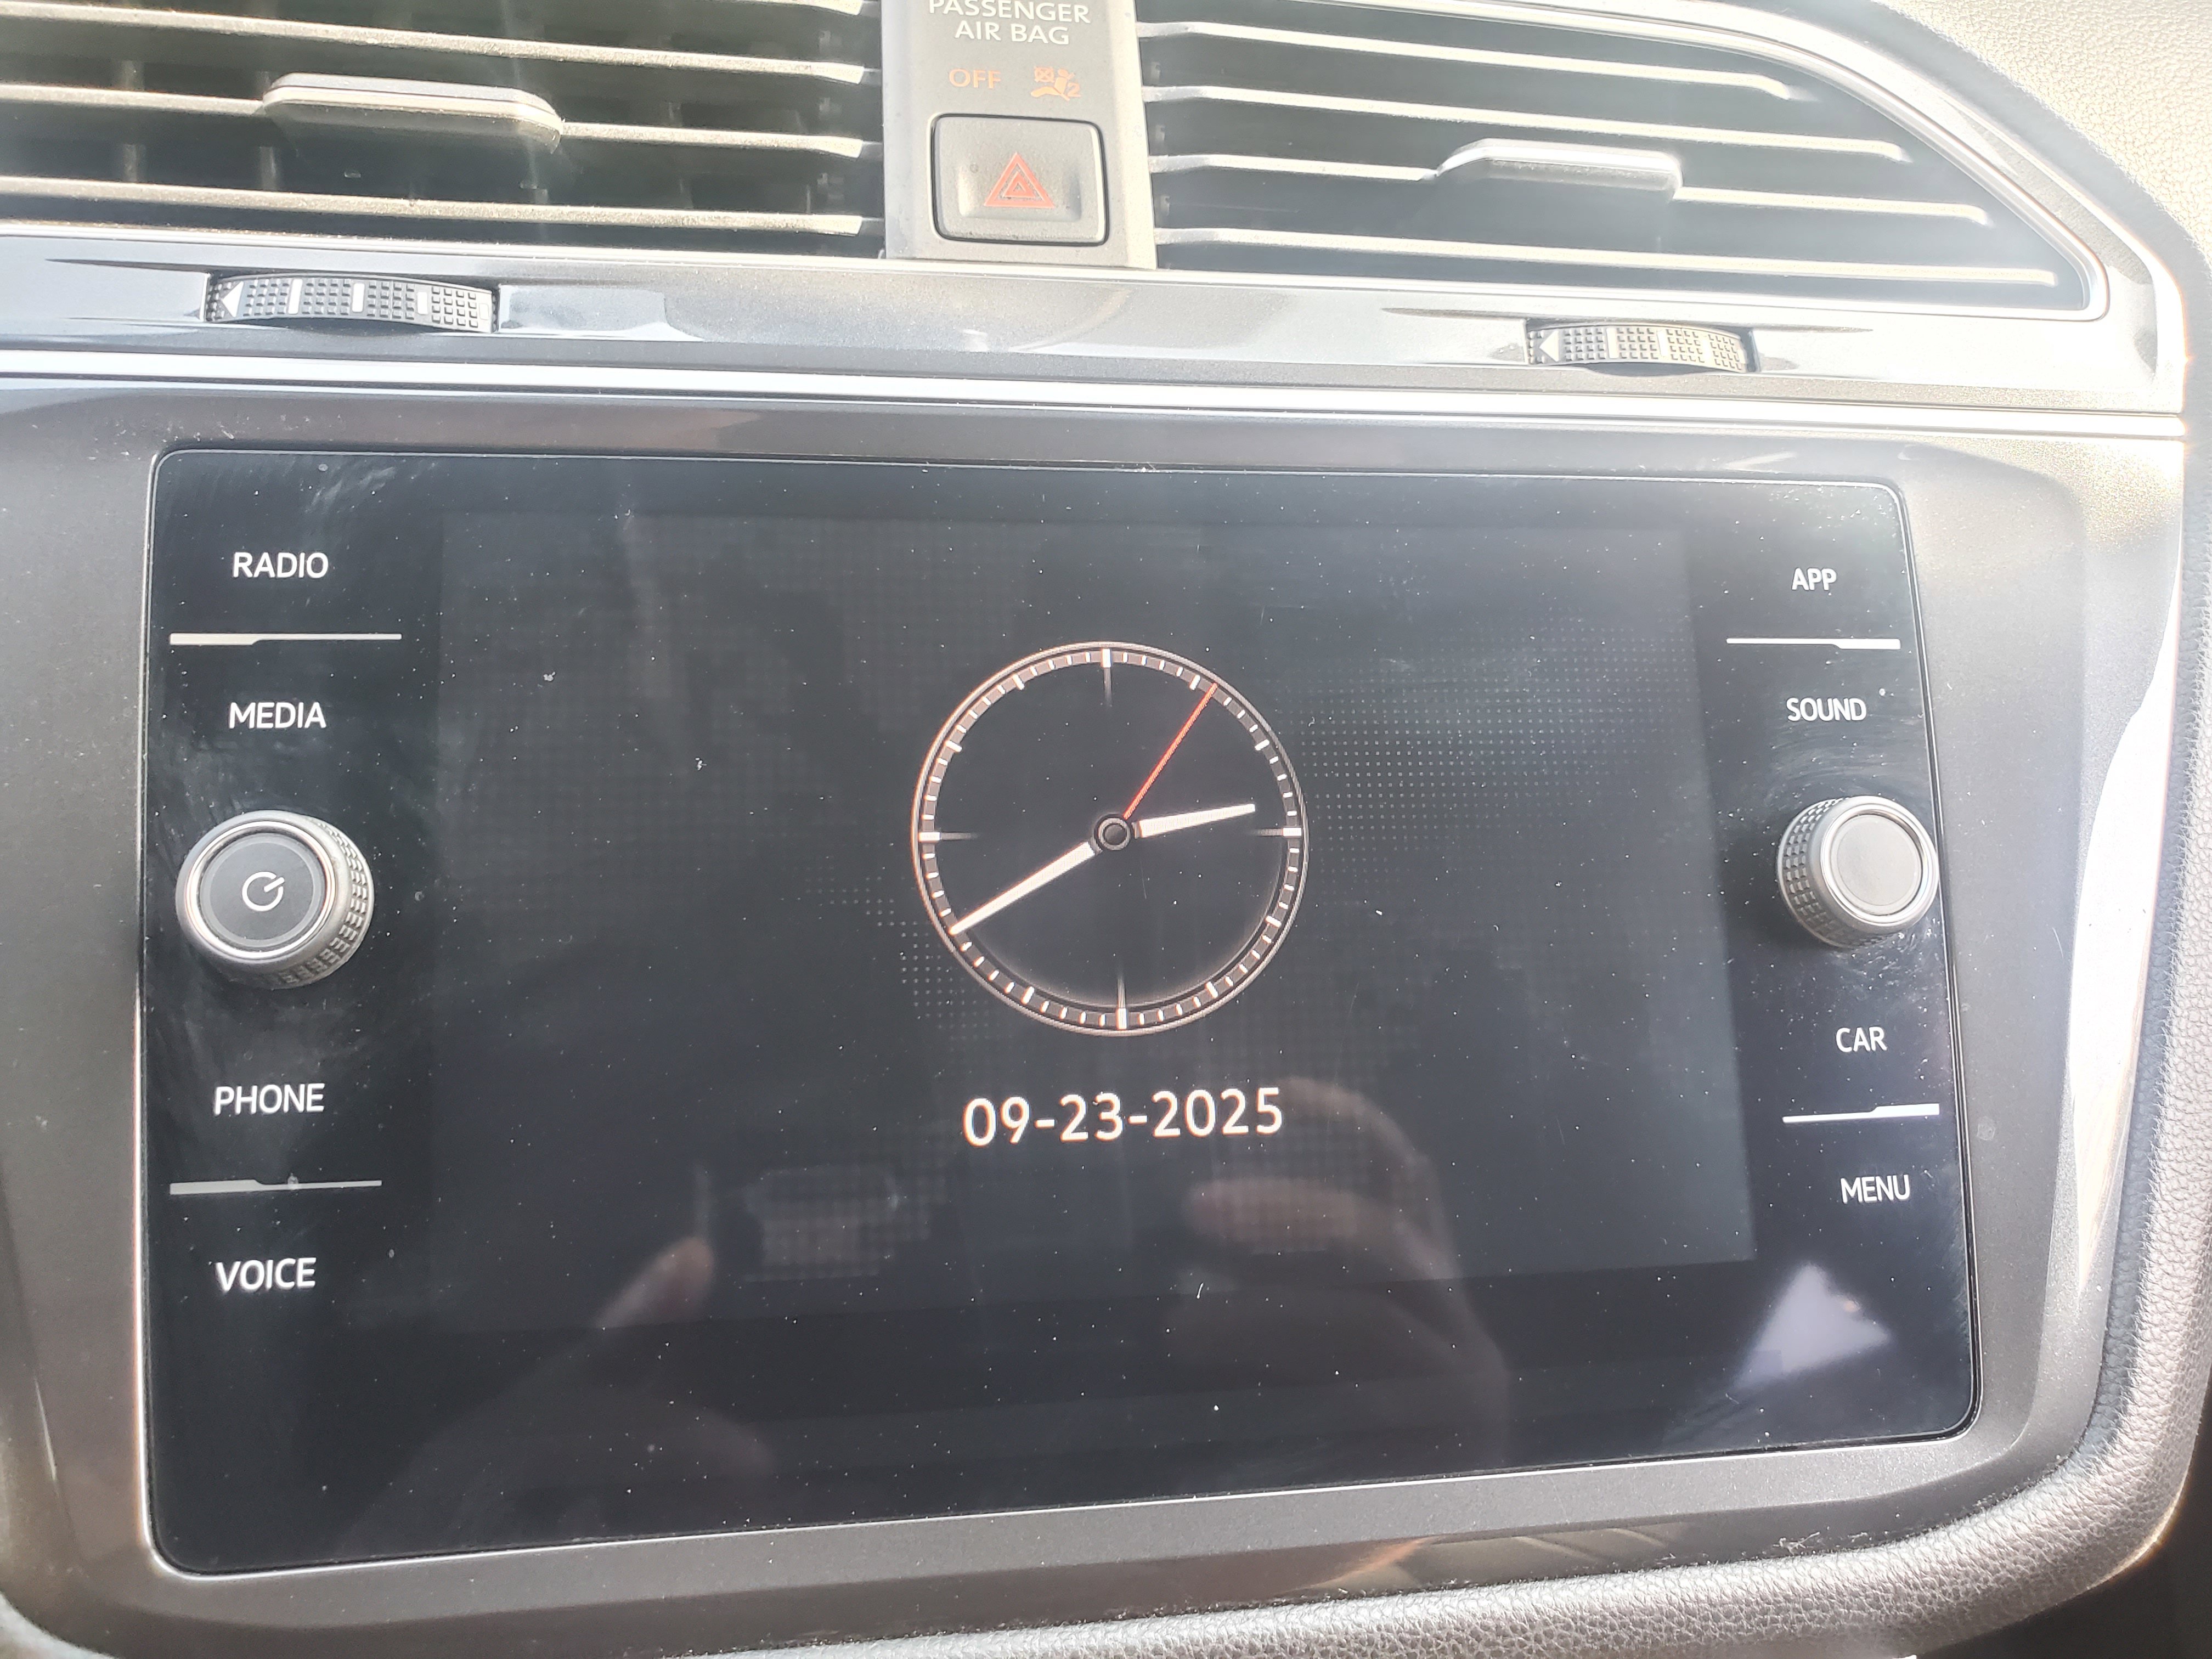 PASSENGER
AIR BAG
OFF
RADIO
MEDIA
PHONE
VOICE
09-23-2025
APP
SOUND
CAR
MENU